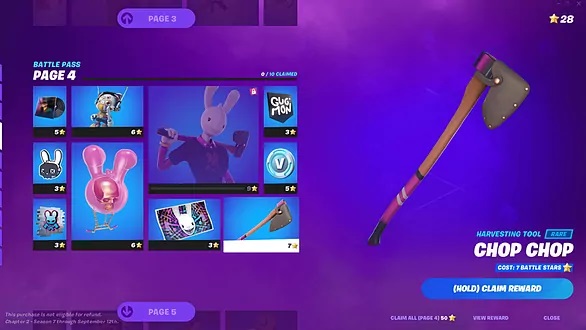 PAGE 3
28
BATTLE PASS
PAGE 4
0 / 10 CLAIMED
5
6
GUGI
MON
3
3
6
9
V
5
3
3
7
HARVESTING TOOL RARE
CHOP CHOP
COST: 7 BATTLE STARS
(HOLD) CLAIM REWARD
This purchase is not eligible for refund.
Chapter 2 - Season 7 through September 12th.
PAGE 5
CLAIM ALL (PAGE 4) 50
VIEW REWARD
CLOSE